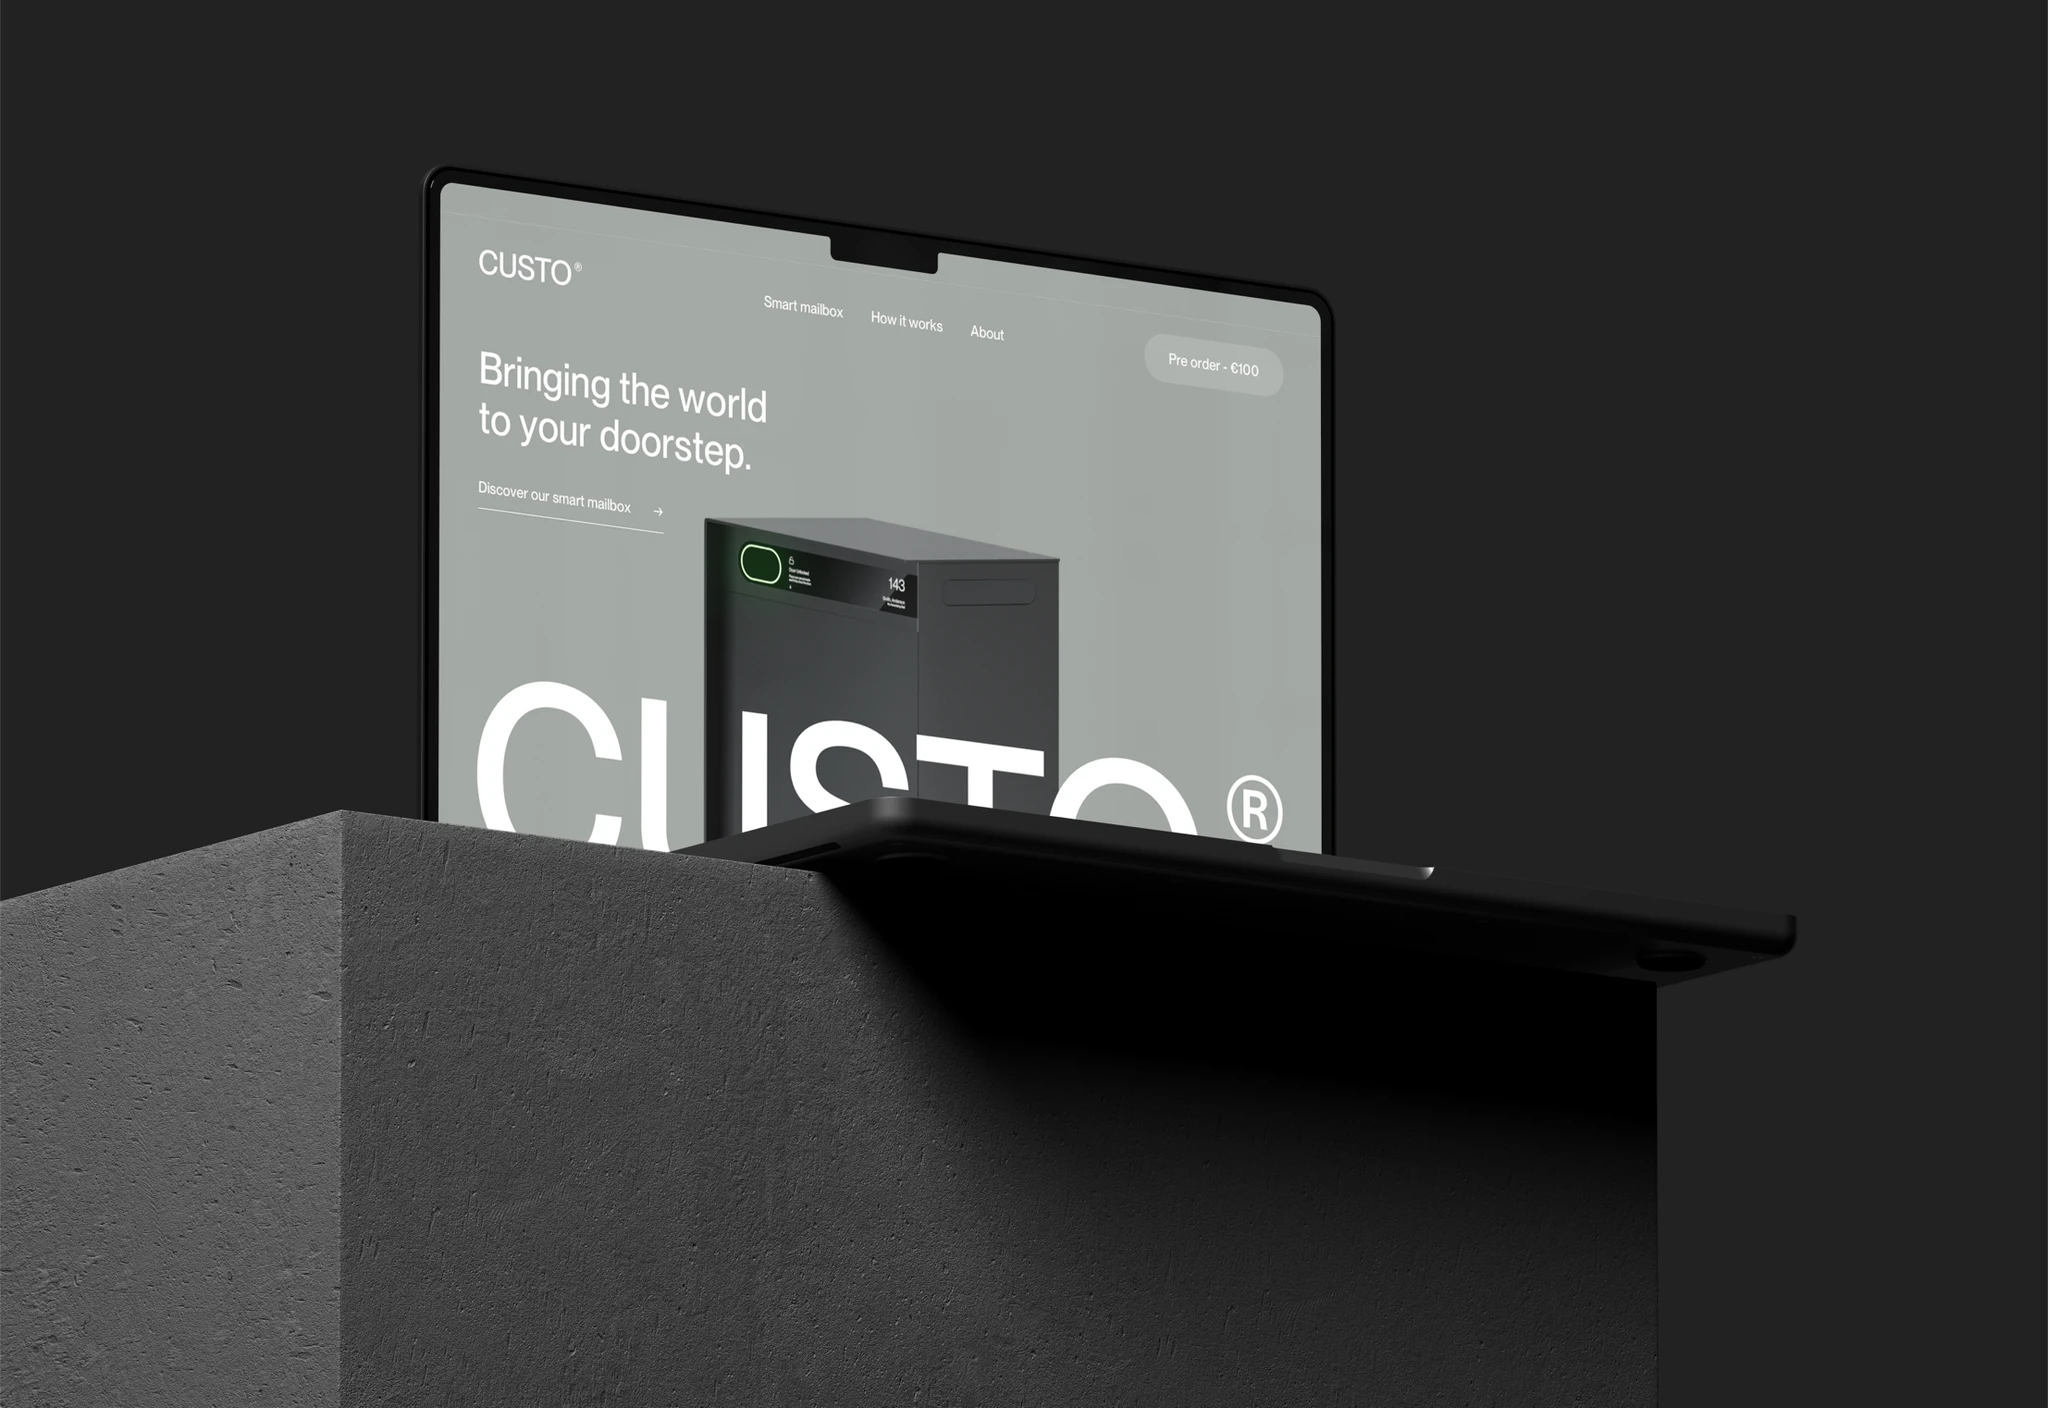 CUSTO®
Smart mailbox
How it works
About
Pre order - €100
Bringing the world
to your doorstep.
Discover our smart mailbox →
143
CUSTO®